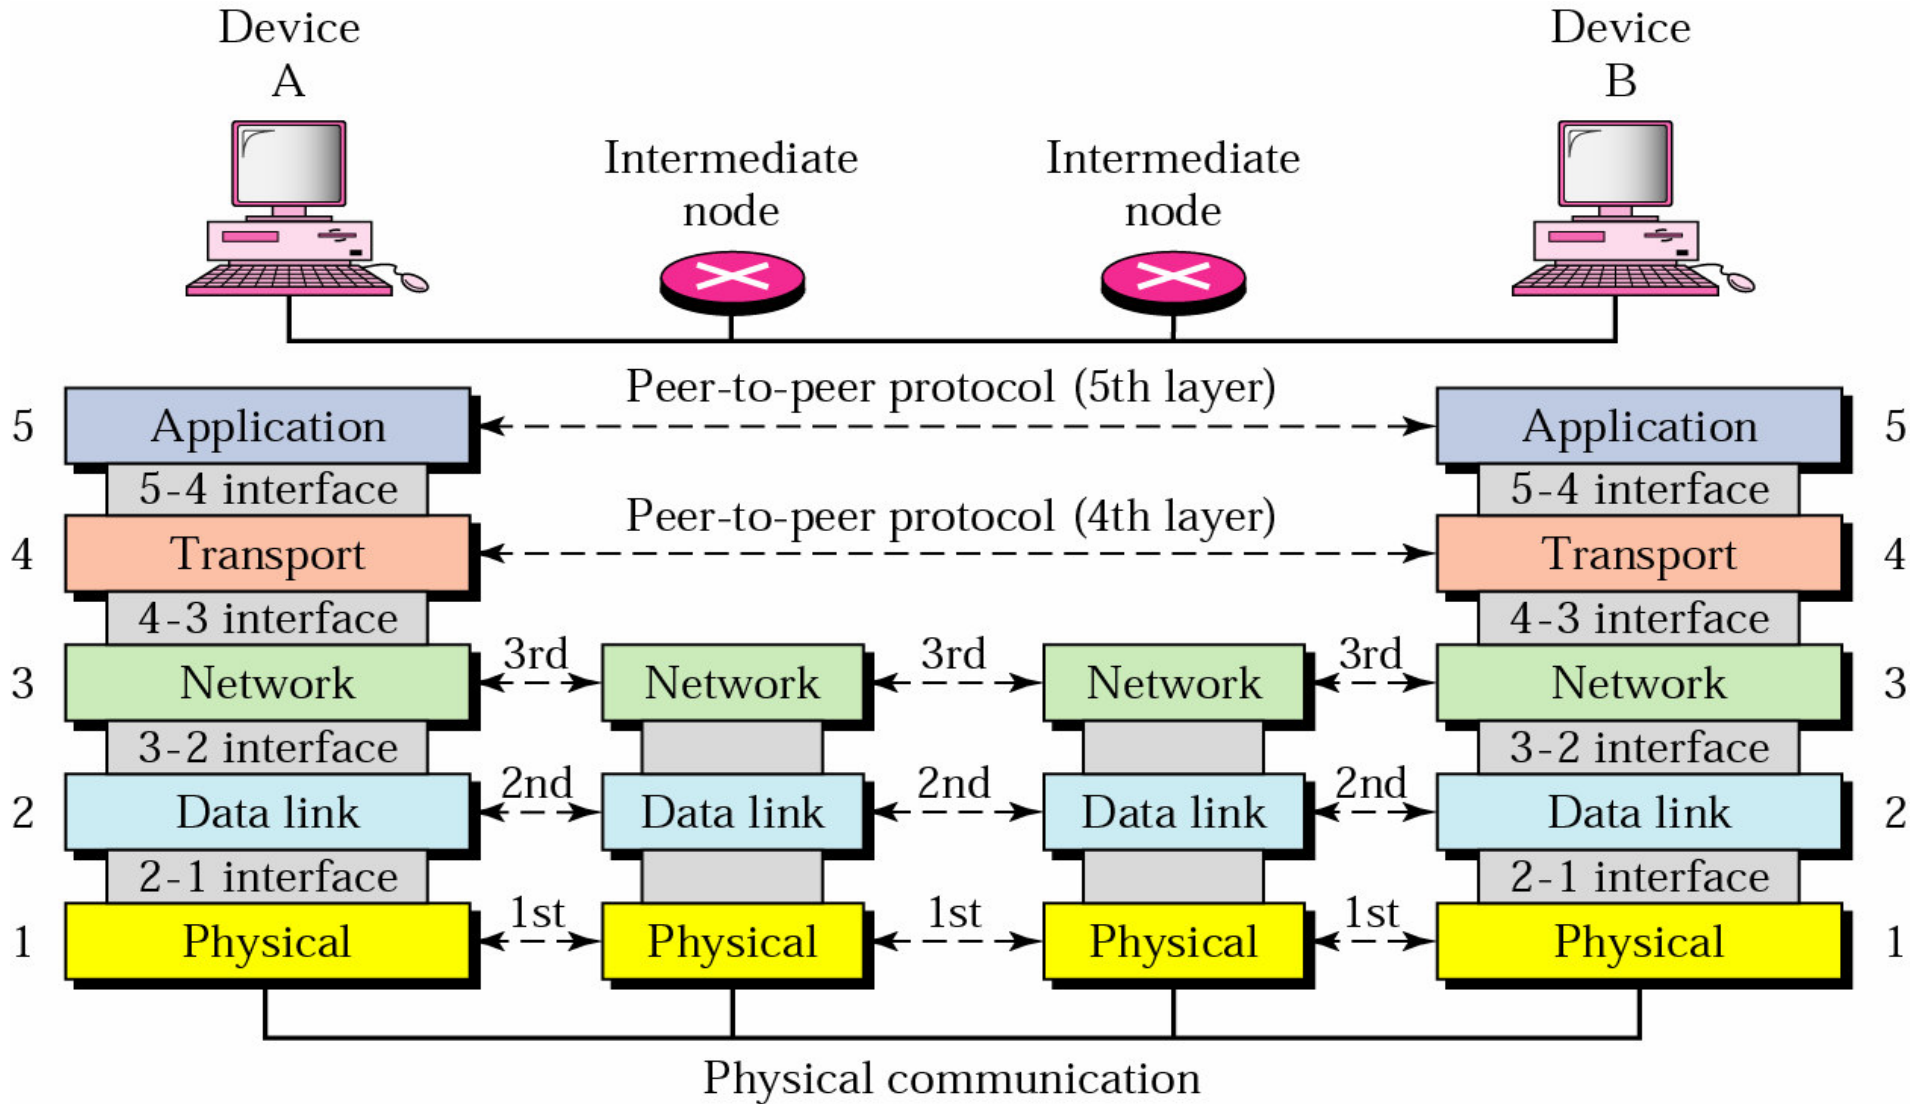 Device
A
Device
B
Intermediate
node
Intermediate
node
Peer-to-peer protocol (5th layer)
5
Application
Application
5
5-4 interface
5-4 interface
Peer-to-peer protocol (4th layer)
4
Transport
Transport
4
4-3 interface
4-3 interface
3rd
3rd
3rd
3
Network
Network
Network
Network
3
3-2 interface
3-2 interface
2nd
2nd
2nd
2
Data link
Data link
Data link
Data link
2
2-1 interface
2-1 interface
1st
1st
1st
1
Physical
Physical
Physical
Physical
1
Physical communication